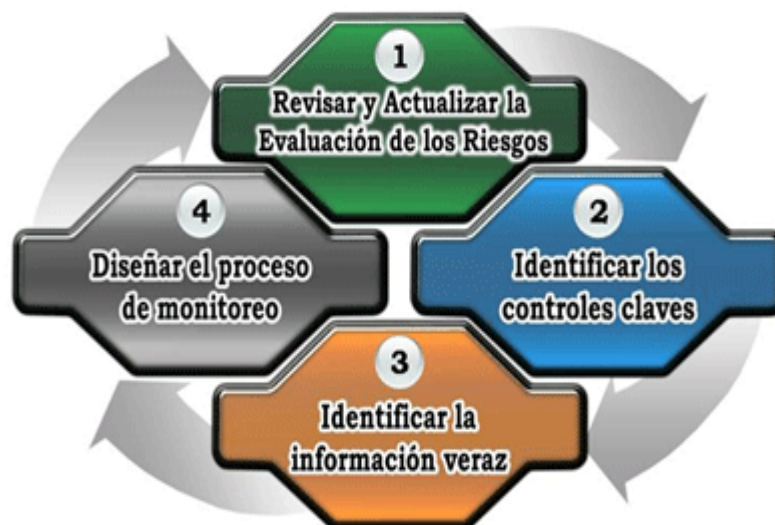 1
Revisar y Actualizar la
Evaluación de los Riesgos
2
Identificar los
controles claves
3
Identificar la
información veraz
4
Diseñar el proceso
de monitoreo